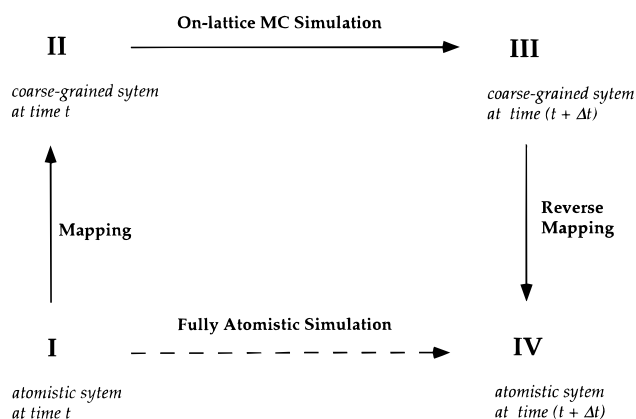 On-lattice MC Simulation
II
III
coarse-grained sytem
at time t
coarse-grained sytem
at time (t + Δt)
Mapping
Reverse
Mapping
Fully Atomistic Simulation
I
IV
atomistic sytem
at time t
atomistic sytem
at time (t + Δt)